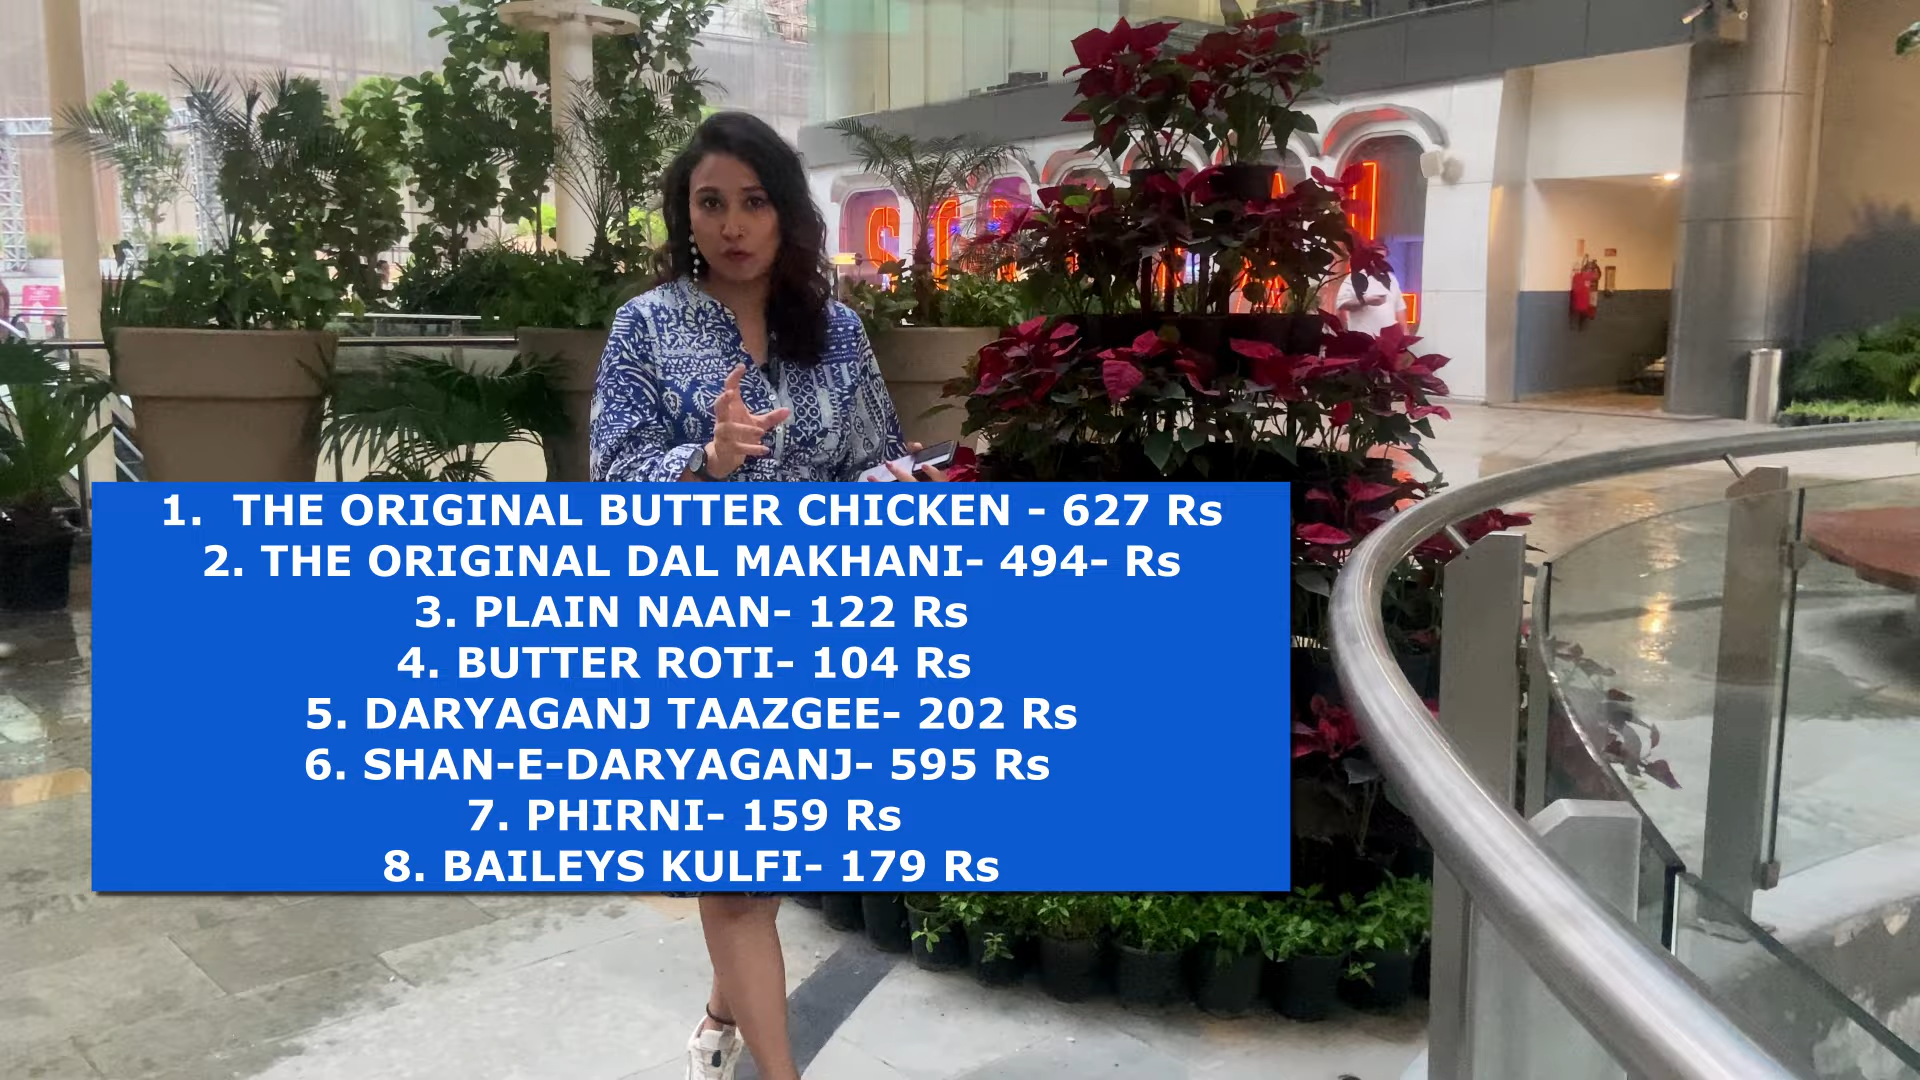 1. THE ORIGINAL BUTTER CHICKEN - 627 Rs
2. THE ORIGINAL DAL MAKHANI- 494- Rs
3. PLAIN NAAN- 122 Rs
4. BUTTER ROTI- 104 Rs
5. DARYAGANJ TAAZGEE- 202 Rs
6. SHAN-E-DARYAGANJ- 595 Rs
7. PHIRNI- 159 Rs
8. BAILEYS KULFI- 179 Rs